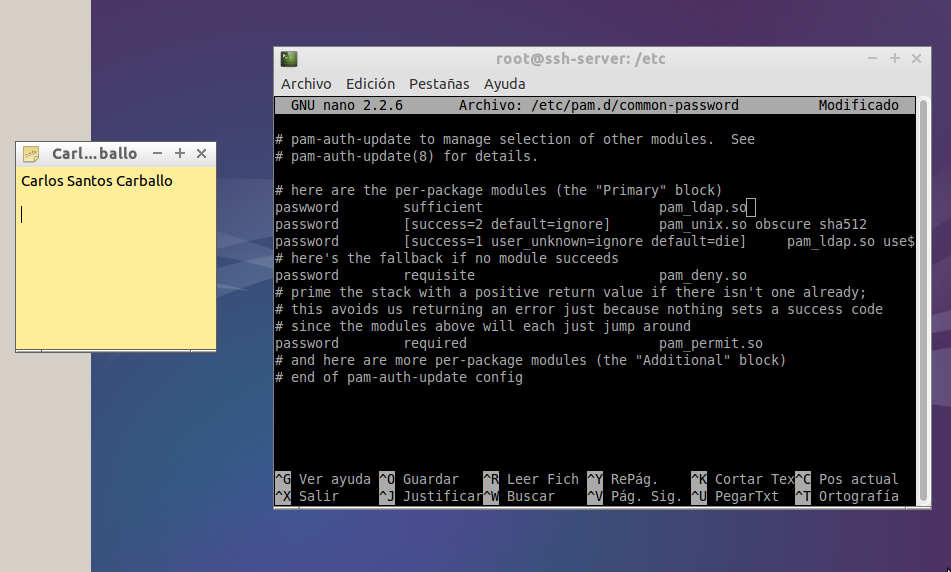 Carl...ballo
Carlos Santos Carballo
root@ssh-server: /etc
Archivo Edición Pestañas Ayuda
GNU nano 2.2.6 Archivo: /etc/pam.d/common-password Modificado
# pam-auth-update to manage selection of other modules. See
# pam-auth-update(8) for details.
# here are the per-package modules (the "Primary" block)
paswword sufficient pam_ldap.so
password [success=2 default=ignore] pam_unix.so obscure sha512
password [success=1 user_unknown=ignore default=die] pam_ldap.so use$
# here's the fallback if no module succeeds
password requisite pam_deny.so
# prime the stack with a positive return value if there isn't one already;
# this avoids us returning an error just because nothing sets a success code
# since the modules above will each just jump around
password required pam_permit.so
# and here are more per-package modules (the "Additional" block)
# end of pam-auth-update config
^G Ver ayuda ^O Guardar ^R Leer Fich ^Y RePág. ^K Cortar Tex ^C Pos actual
^X Salir ^J Justificar ^W Buscar ^V Pág. Sig. ^U PegarTxt ^T Ortografía